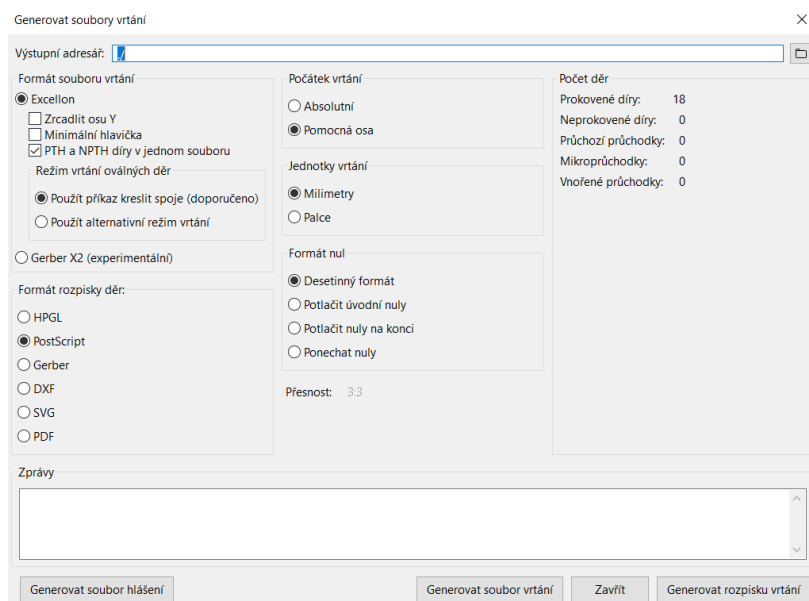 Generovat soubory vrtání
Výstupní adresář: ./
Formát souboru vrtání
Excellon
Zrcadlit osu Y
Minimální hlavička
PTH a NPTH díry v jednom souboru
Režim vrtání oválných děr
Použít příkaz kreslit spoje (doporučeno)
Použít alternativní režim vrtání
Gerber X2 (experimentální)
Formát rozpisky děr:
HPGL
PostScript
Gerber
DXF
SVG
PDF
Počátek vrtání
Absolutní
Pomocná osa
Jednotky vrtání
Milimetry
Palce
Formát nul
Desetinný formát
Potlačit úvodní nuly
Potlačit nuly na konci
Ponechat nuly
Přesnost: 3:3
Počet děr
Prokovené díry: 18
Neprokovené díry: 0
Průchozí průchodky: 0
Mikroprůchodky: 0
Vnořené průchodky: 0
Zprávy
Generovat soubor hlášení
Generovat soubor vrtání
Zavřít
Generovat rozpisku vrtání